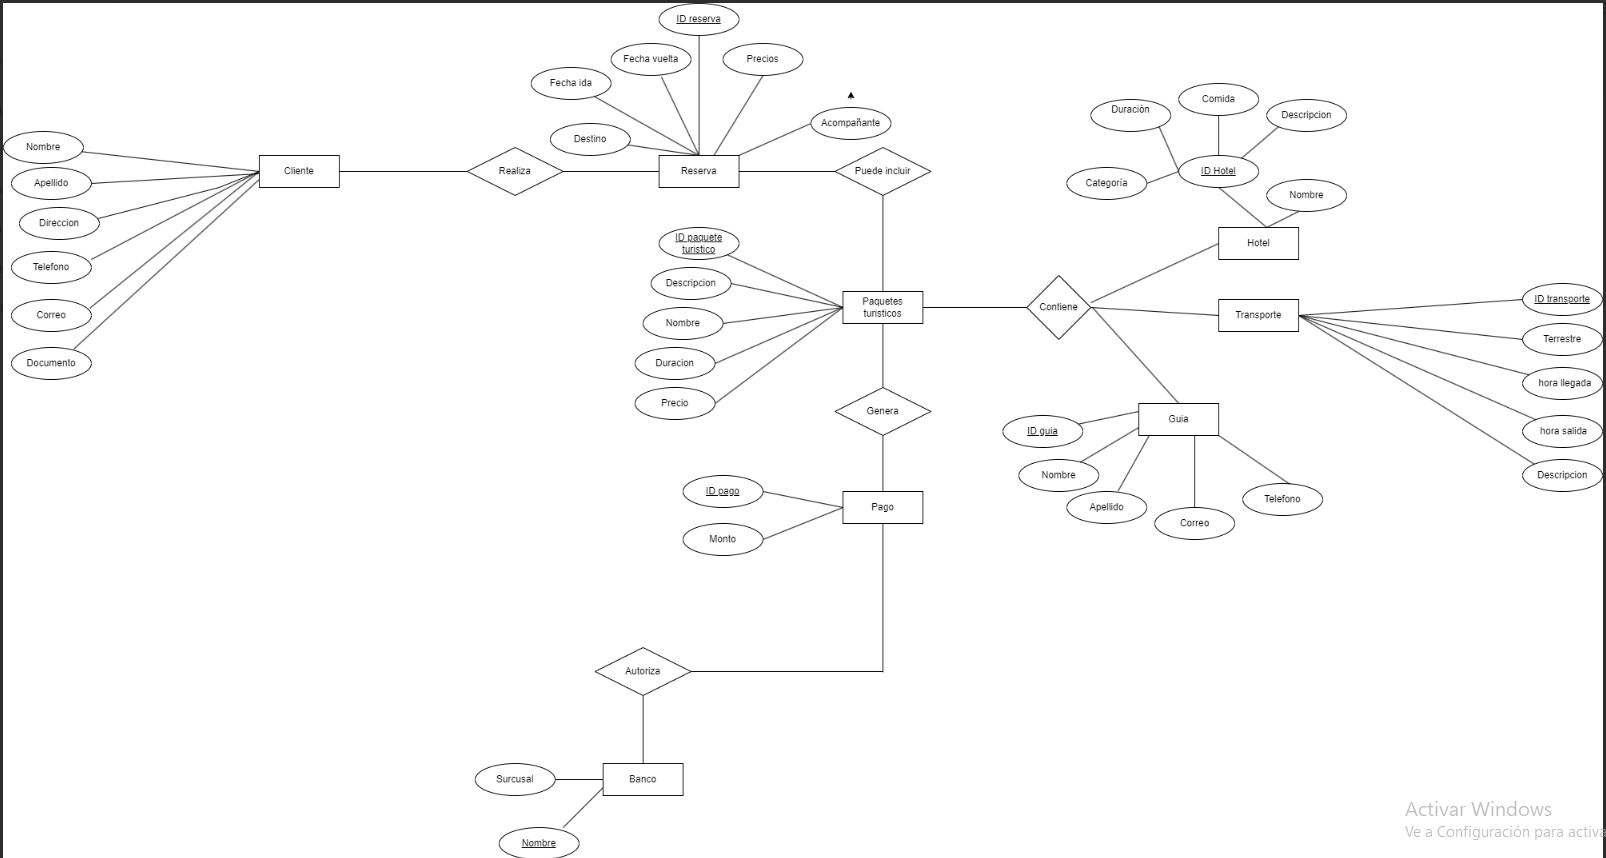 ID reserva
Fecha vuelta
Precios
Fecha ida
Acompañante
Destino
Nombre
Apellido
Direccion
Telefono
Correo
Documento
Cliente
Realiza
Reserva
Puede incluir
Duración
Comida
Descripcion
Categoría
ID Hotel
Nombre
Hotel
ID paquete
turistico
Descripcion
Nombre
Duracion
Precio
Paquetes
turisticos
Contiene
Transporte
ID transporte
Terrestre
hora llegada
hora salida
Descripcion
Genera
Guia
ID guia
Nombre
Apellido
Correo
Telefono
ID pago
Monto
Pago
Autoriza
Surcusal
Banco
Nombre
Activar Windows
Ve a Configuración para activa